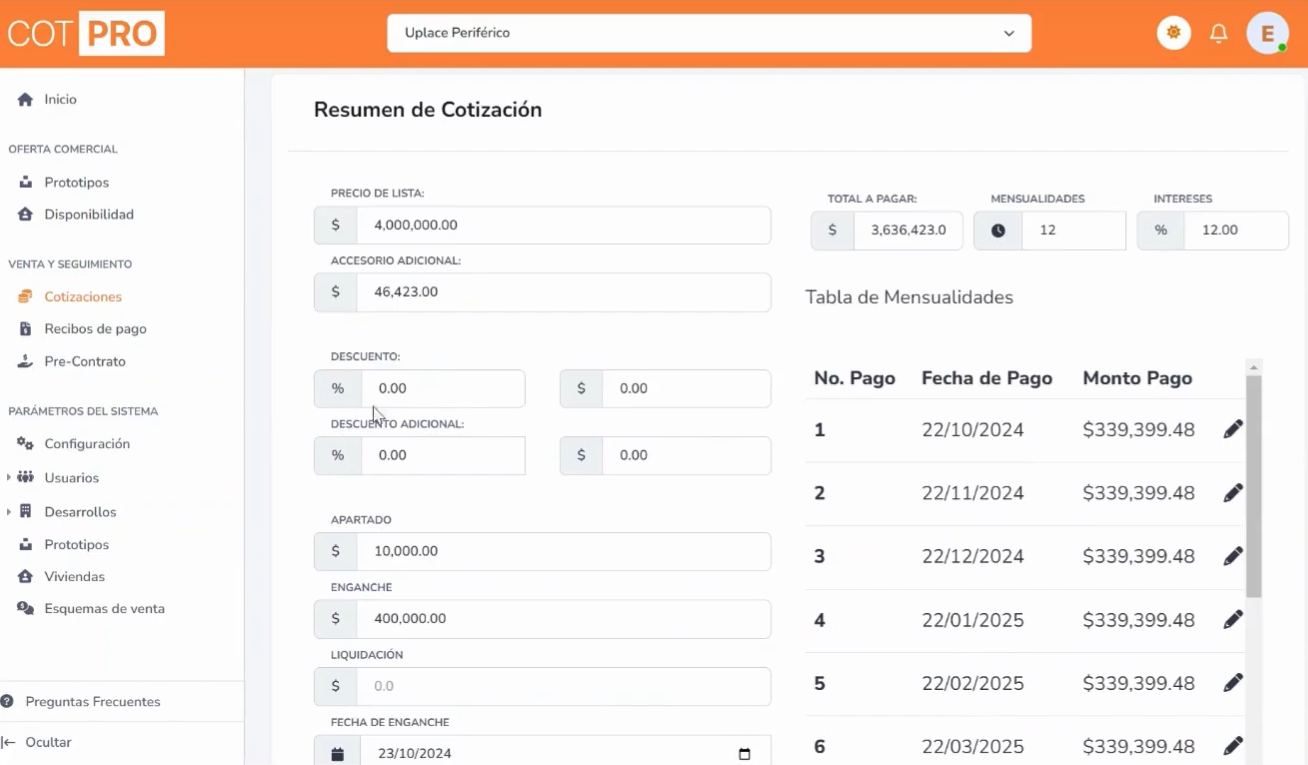 COT PRO
Uplace Periférico
E
Inicio
OFERTA COMERCIAL
Prototipos
Disponibilidad
VENTA Y SEGUIMIENTO
Cotizaciones
Recibos de pago
Pre-Contrato
PARÁMETROS DEL SISTEMA
Configuración
Usuarios
Desarrollos
Prototipos
Viviendas
Esquemas de venta
? Preguntas Frecuentes
Ocultar
Resumen de Cotización
PRECIO DE LISTA:
$ 4,000,000.00
ACCESORIO ADICIONAL:
$ 46,423.00
DESCUENTO:
% 0.00 $ 0.00
DESCUENTO ADICIONAL:
% 0.00 $ 0.00
APARTADO
$ 10,000.00
ENGANCHE
$ 400,000.00
LIQUIDACIÓN
$ 0.0
FECHA DE ENGANCHE
23/10/2024
TOTAL A PAGAR: MENSUALIDADES INTERESES
$ 3,636,423.0 12 % 12.00
Tabla de Mensualidades
No. Pago Fecha de Pago Monto Pago
1 22/10/2024 $339,399.48
2 22/11/2024 $339,399.48
3 22/12/2024 $339,399.48
4 22/01/2025 $339,399.48
5 22/02/2025 $339,399.48
6 22/03/2025 $339,399.48